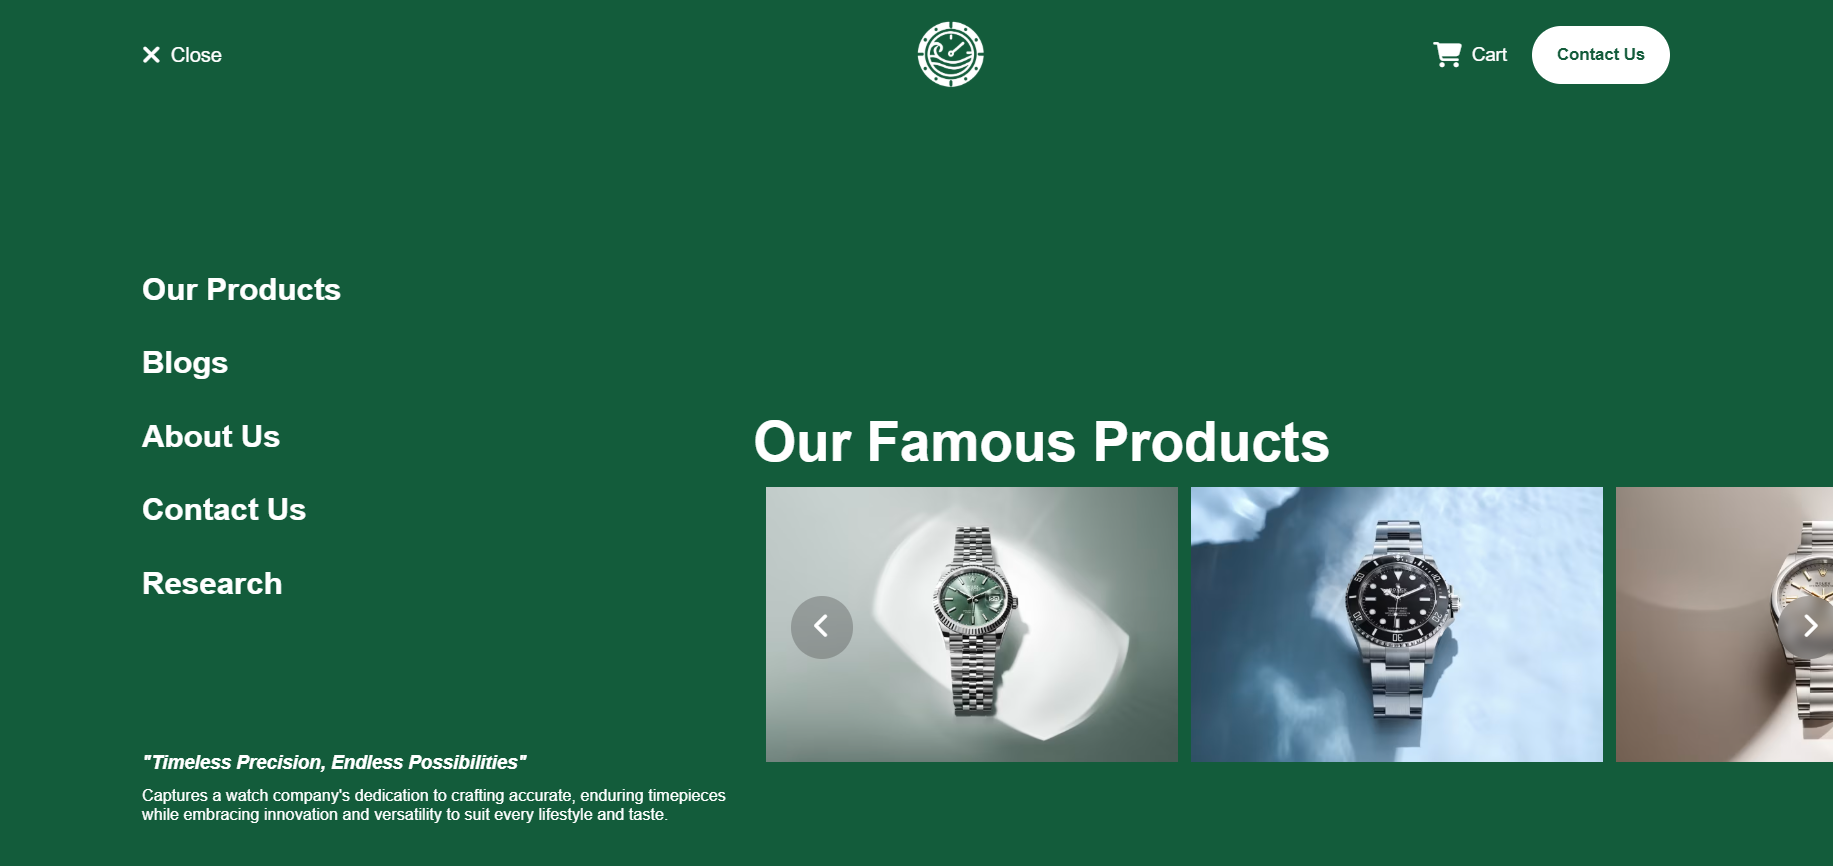 Close
Cart
Contact Us
Our Products
Blogs
About Us
Contact Us
Research
Our Famous Products
"Timeless Precision, Endless Possibilities"
Captures a watch company's dedication to crafting accurate, enduring timepieces
while embracing innovation and versatility to suit every lifestyle and taste.